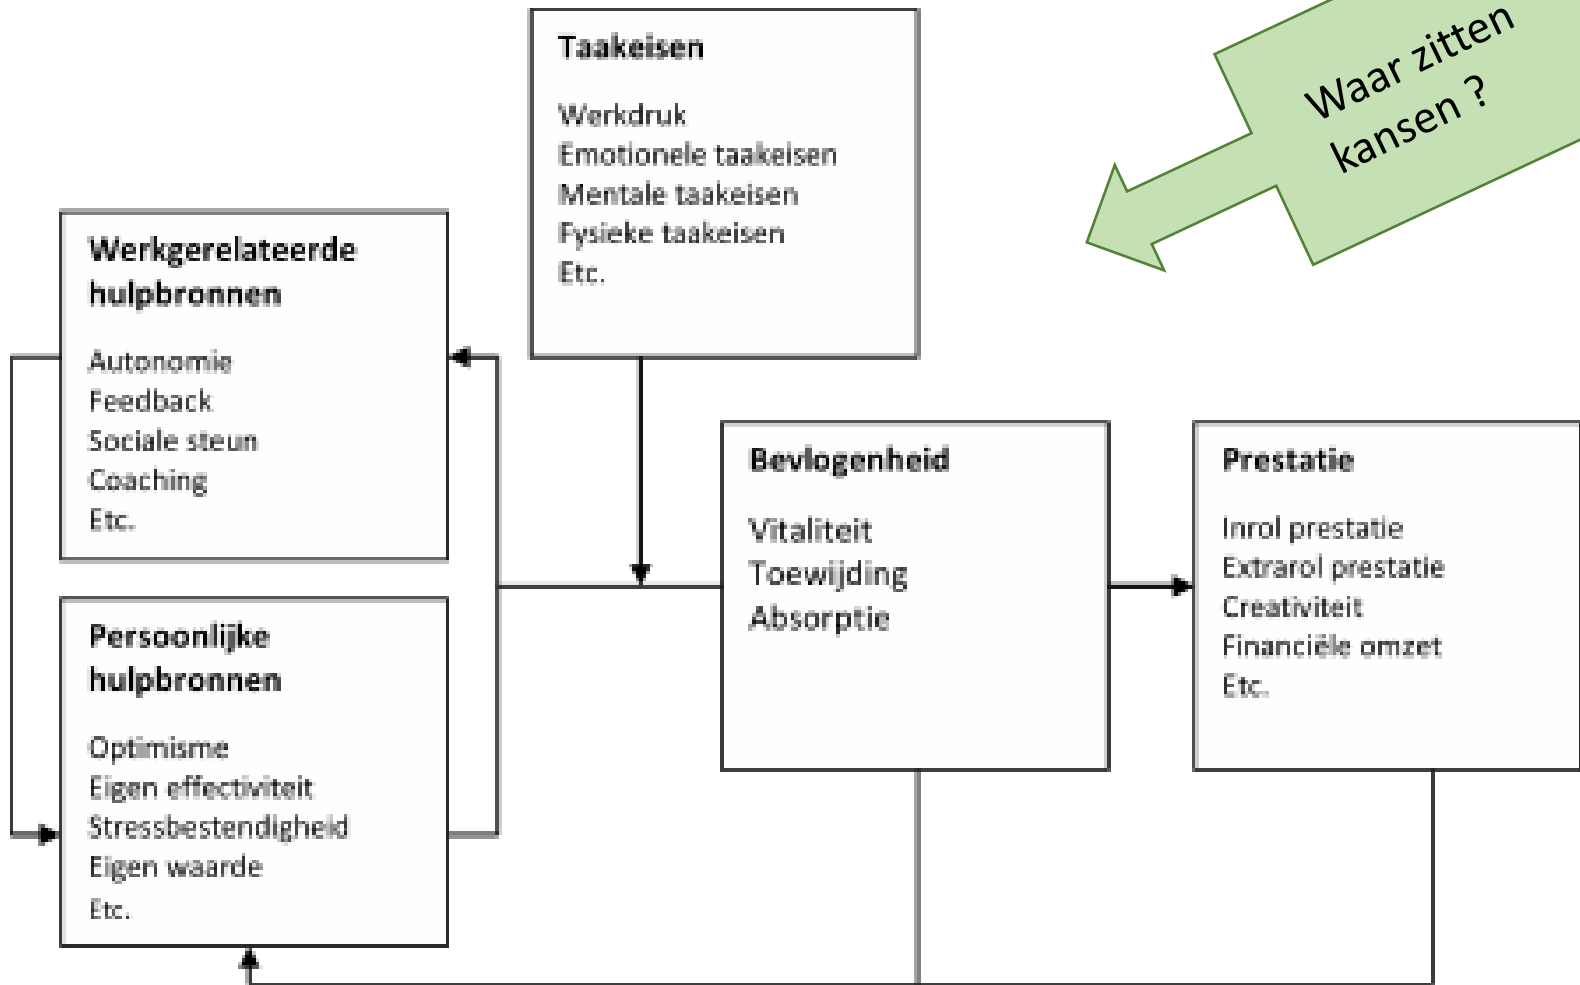 Taakeisen
Werkdruk
Emotionele taakeisen
Mentale taakeisen
Fysieke taakeisen
Etc.
Waar zitten
kansen ?
Werkgerelateerde
hulpbronnen
Autonomie
Feedback
Sociale steun
Coaching
Etc.
Persoonlijke
hulpbronnen
Optimisme
Eigen effectiviteit
Stressbestendigheid
Eigen waarde
Etc.
Bevlogenheid
Vitaliteit
Toewijding
Absorptie
Prestatie
Inrol prestatie
Extrarol prestatie
Creativiteit
Financiële omzet
Etc.